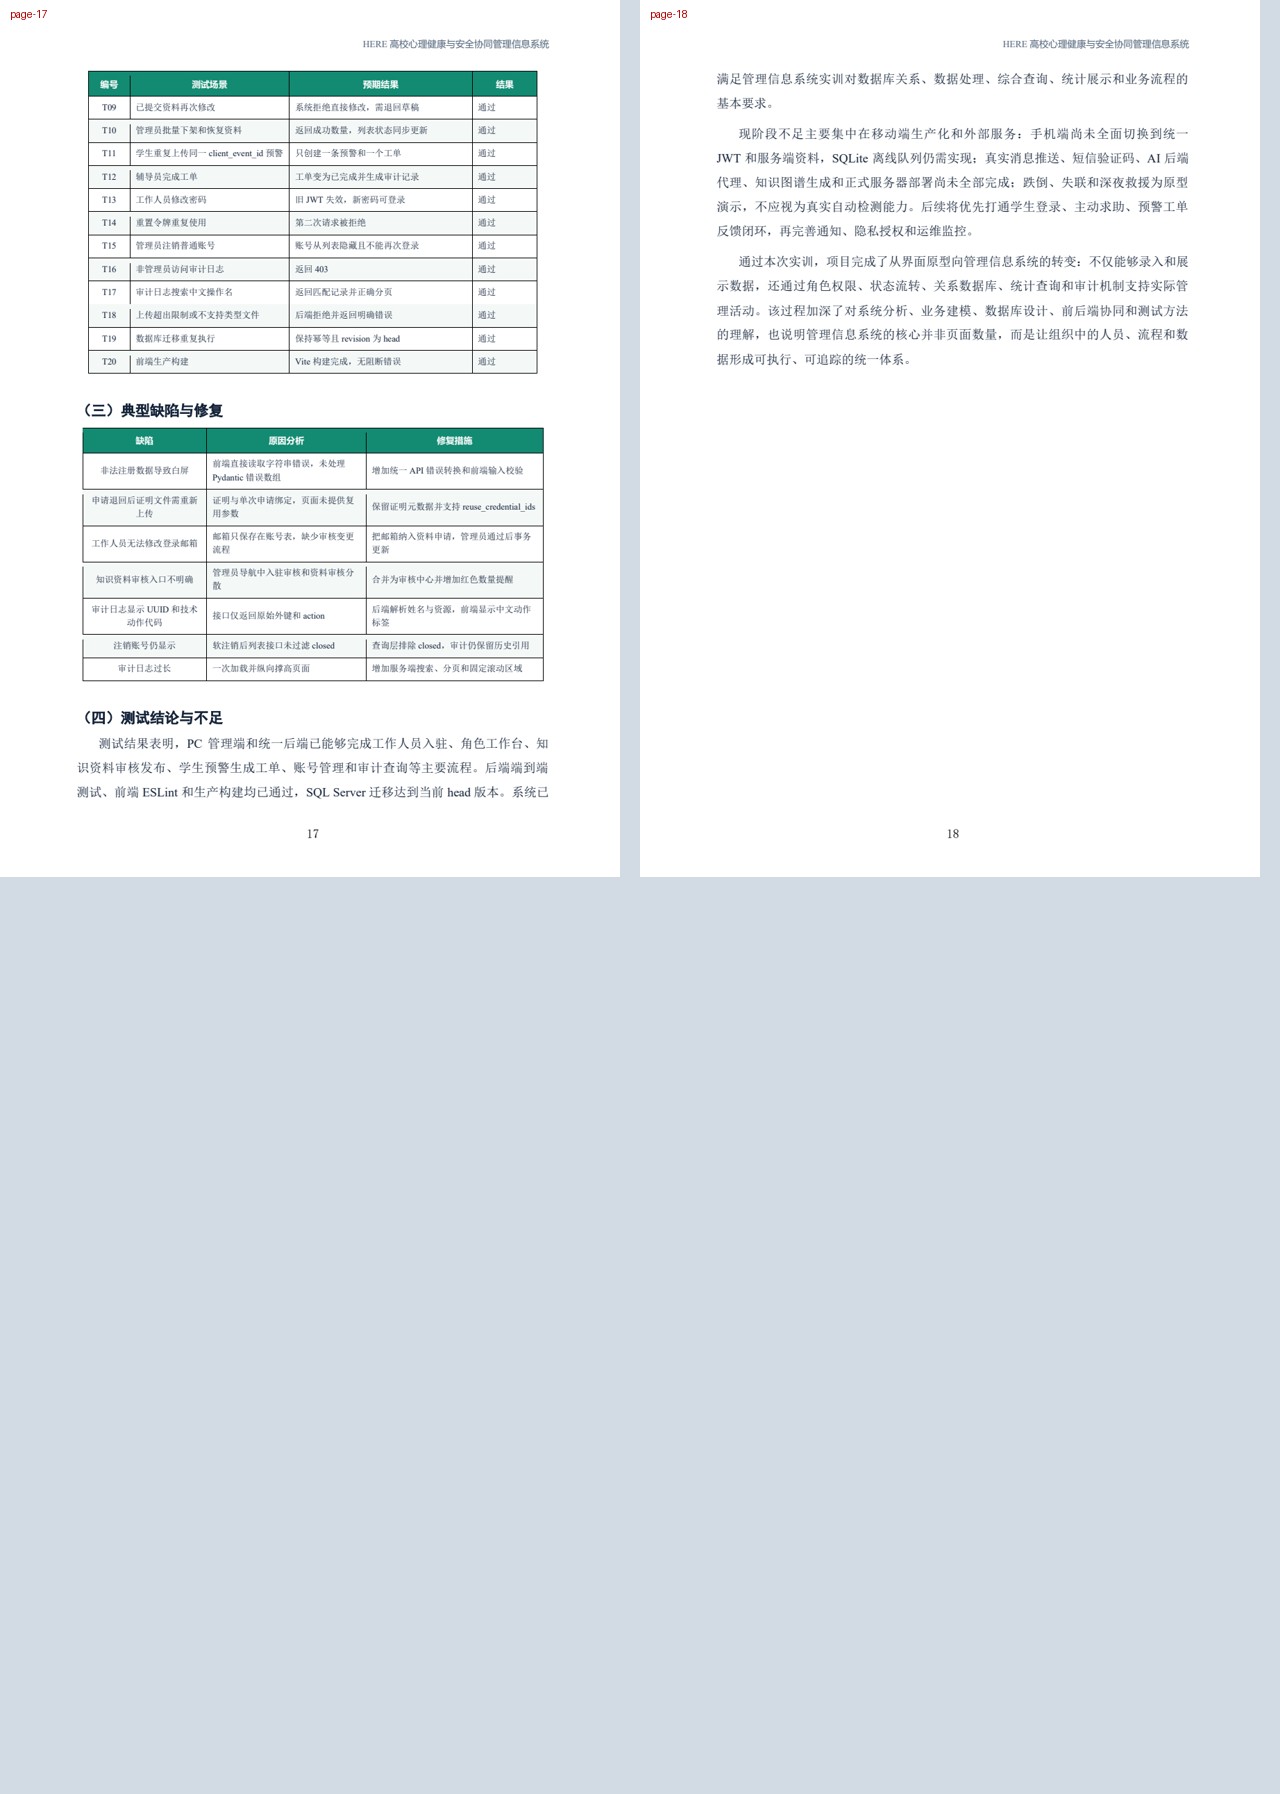 page-17
HERE 高校心理健康与安全协同管理信息系统
编号 测试场景 预期结果 结果
T09 已提交资料再次修改 系统拒绝直接修改，需退回草稿 通过
T10 管理员批量下架和恢复资料 返回成功数量，列表状态同步更新 通过
T11 学生重复上传同一 client_event_id 预警 只创建一条预警和一个工单 通过
T12 辅导员完成工单 工单变为已完成并生成审计记录 通过
T13 工作人员修改密码 旧 JWT 失效，新密码可登录 通过
T14 重置令牌重复使用 第二次请求被拒绝 通过
T15 管理员注销普通账号 账号从列表隐藏且不能再次登录 通过
T16 非管理员访问审计日志 返回 403 通过
T17 审计日志搜索中文操作名 返回匹配记录并正确分页 通过
T18 上传超出限制或不支持类型文件 后端拒绝并返回明确错误 通过
T19 数据库迁移重复执行 保持幂等且 revision 为 head 通过
T20 前端生产构建 Vite 构建完成，无阻断错误 通过
（三）典型缺陷与修复
缺陷 原因分析 修复措施
非法注册数据导致白屏 前端直接读取字符串错误，未处理
Pydantic 错误数组 增加统一 API 错误转换和前端输入校验
申请退回后证明文件需重新
上传 证明与单次申请绑定，页面未提供复
用参数 保留证明元数据并支持 reuse_credential_ids
工作人员无法修改登录邮箱 邮箱只保存在账号表，缺少审核变更
流程 把邮箱纳入资料申请，管理员通过后事务
更新
知识资料审核入口不明确 管理员导航中入驻审核和资料审核分
散 合并为审核中心并增加红色数量提醒
审计日志显示 UUID 和技术
动作代码 接口仅返回原始外键和 action 后端解析姓名与资源，前端显示中文动作
标签
注销账号仍显示 软注销后列表接口未过滤 closed 查询层排除 closed，审计仍保留历史引用
审计日志过长 一次加载并纵向撑高页面 增加服务端搜索、分页和固定滚动区域
（四）测试结论与不足
测试结果表明，PC 管理端和统一后端已能够完成工作人员入驻、角色工作台、知
识资料审核发布、学生预警生成工单、账号管理和审计查询等主要流程。后端端到端
测试、前端 ESLint 和生产构建均已通过，SQL Server 迁移达到当前 head 版本。系统已
17
page-18
HERE 高校心理健康与安全协同管理信息系统
满足管理信息系统实训对数据库关系、数据处理、综合查询、统计展示和业务流程的
基本要求。
现阶段不足主要集中在移动端生产化和外部服务：手机端尚未全面切换到统一
JWT 和服务端资料，SQLite 离线队列仍需实现；真实消息推送、短信验证码、AI 后端
代理、知识图谱生成和正式服务器部署尚未全部完成；跌倒、失联和深夜救援为原型
演示，不应视为真实自动检测能力。后续将优先打通学生登录、主动求助、预警工单
反馈闭环，再完善通知、隐私授权和运维监控。
通过本次实训，项目完成了从界面原型向管理信息系统的转变：不仅能够录入和展
示数据，还通过角色权限、状态流转、关系数据库、统计查询和审计机制支持实际管
理活动。该过程加深了对系统分析、业务建模、数据库设计、前后端协同和测试方法
的理解，也说明管理信息系统的核心并非页面数量，而是让组织中的人员、流程和数
据形成可执行、可追踪的统一体系。
18